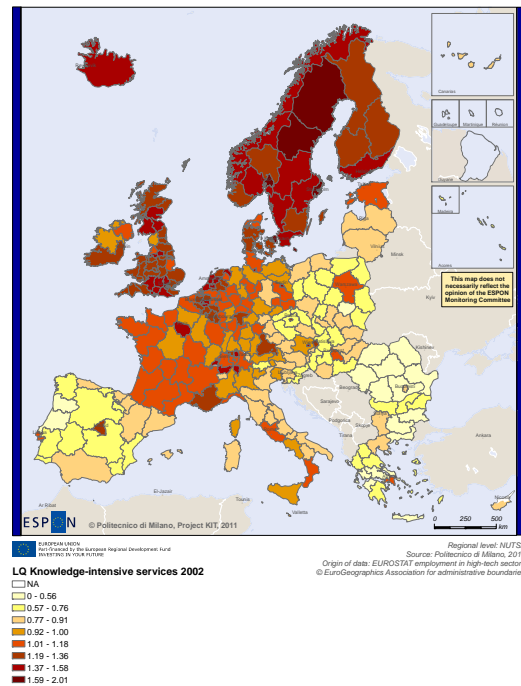 Canarias
Guadeloupe Martinique Réunion
Guyane
Madeira
Acores
This map does not
necessarily reflect the
opinion of the ESPON
Monitoring Committee
Minsk
Vilnius
Kyiv
Kishinev
Beograd
Sarajevo
Podgorica
Skopje
Tirana
Ankara
El-Jazair
Tounis
Ar Ribat
Valletta
Nicosia
ESPON
© Politecnico di Milano, Project KIT, 2011
0 250 500
km
EUROPEAN UNION
Part-financed by the European Regional Development Fund
INVESTING IN YOUR FUTURE
Regional level: NUTS
Source: Politecnico di Milano, 201
Origin of data: EUROSTAT employment in high-tech sector
© EuroGeographics Association for administrative boundarie
LQ Knowledge-intensive services 2002
NA
0 - 0.56
0.57 - 0.76
0.77 - 0.91
0.92 - 1.00
1.01 - 1.18
1.19 - 1.36
1.37 - 1.58
1.59 - 2.01